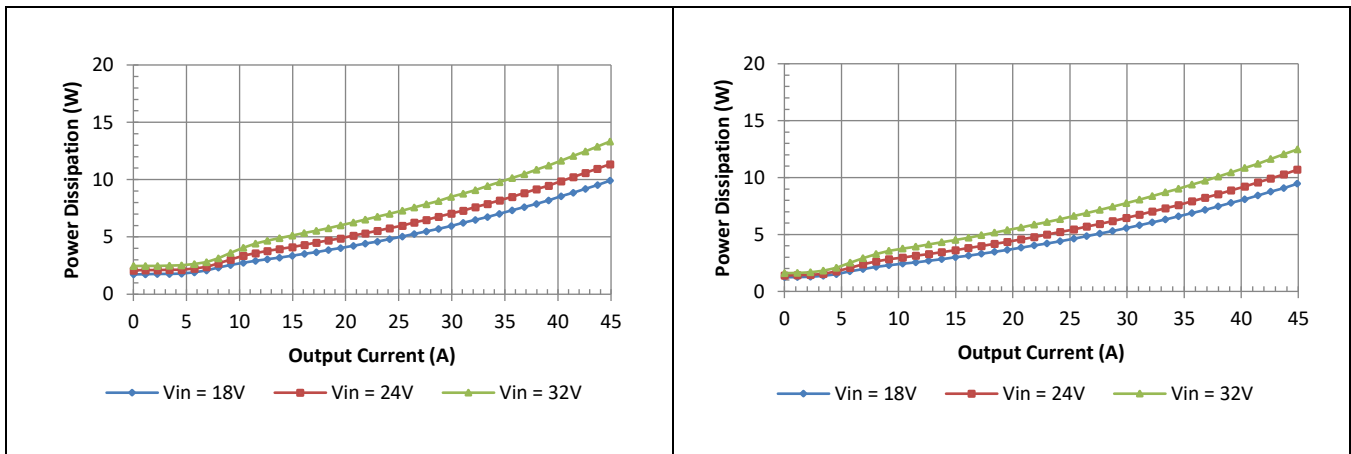 Power Dissipation (W)
20
15
10
5
0
0 5 10 15 20 25 30 35 40 45
Output Current (A)
Vin = 18V Vin = 24V Vin = 32V
Power Dissipation (W)
20
15
10
5
0
0 5 10 15 20 25 30 35 40 45
Output Current (A)
Vin = 18V Vin = 24V Vin = 32V